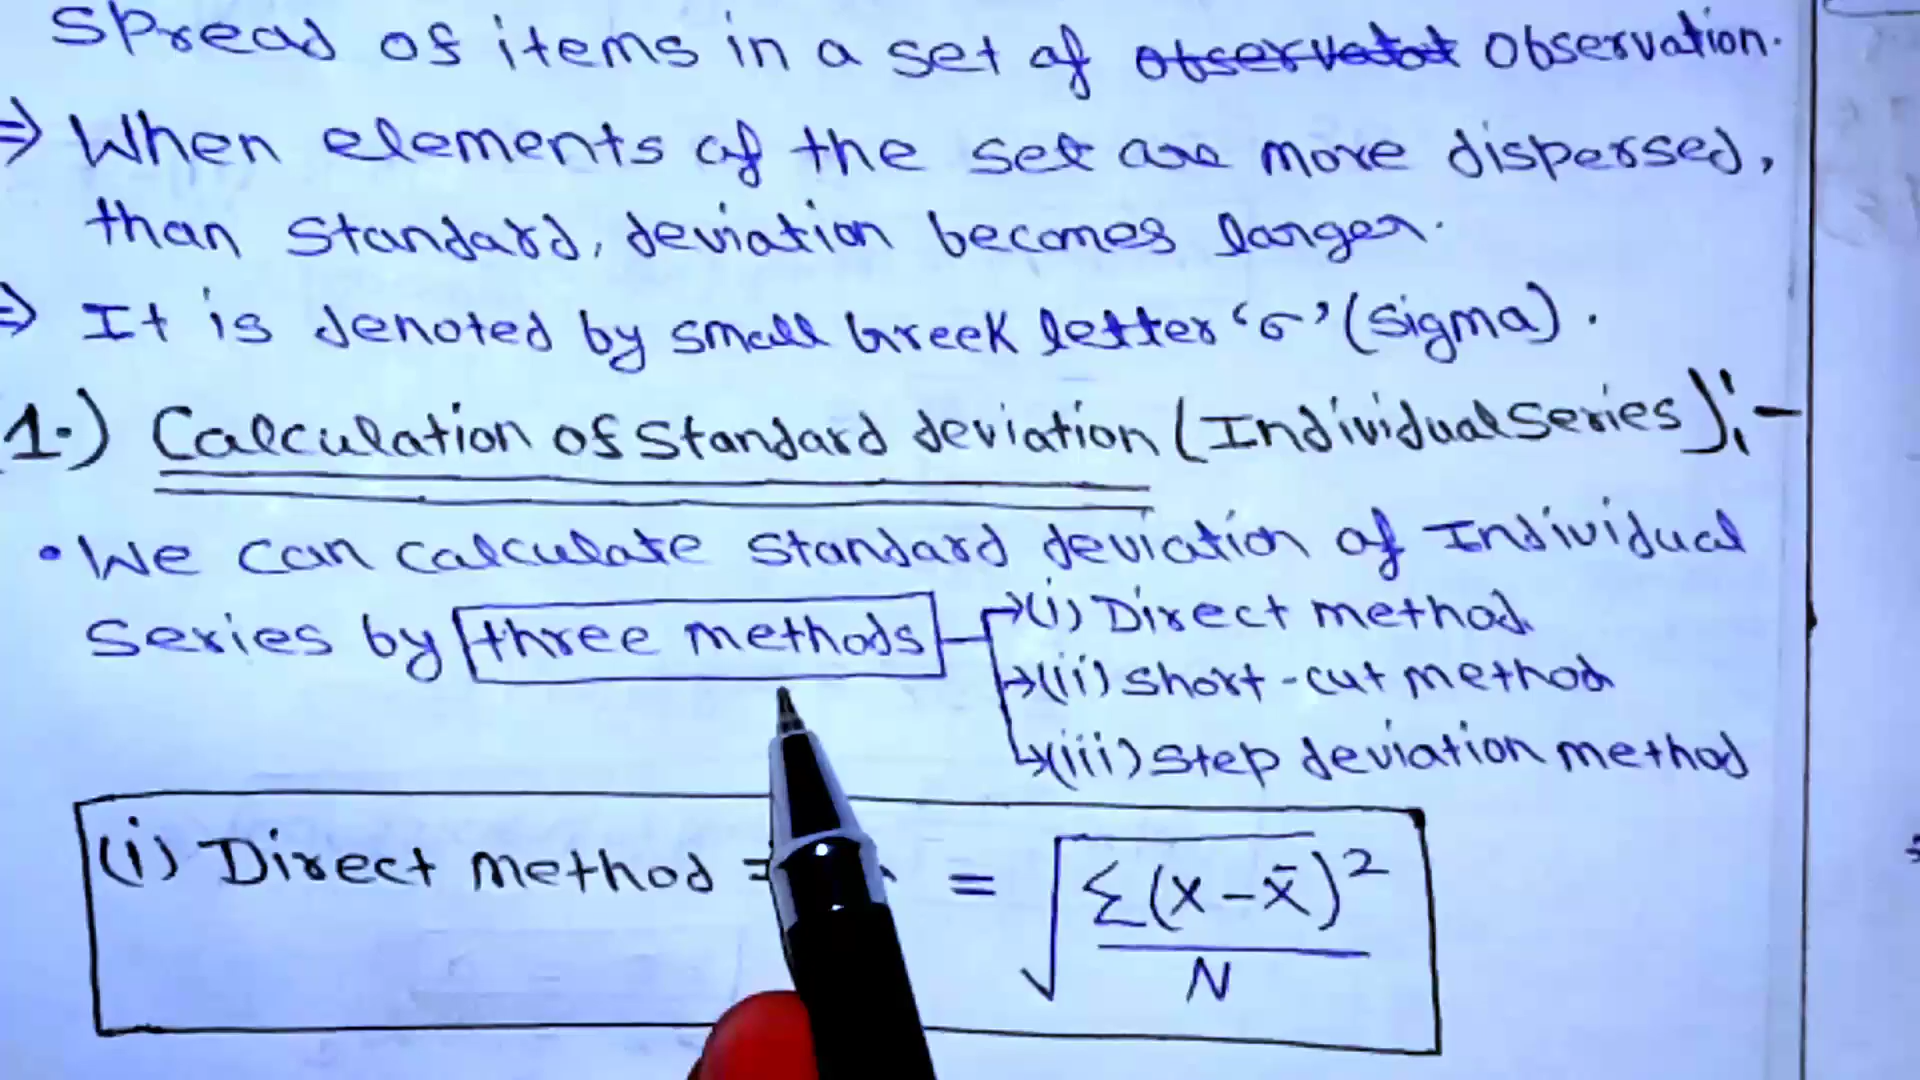 Spread of items in a set of observation.
⇒ When elements of the set are more dispersed,
than standard, deviation becomes larger.
⇒ It is denoted by small Greek letter ‘σ’ (sigma).
1.) Calculation of Standard deviation (Individual Series):-
• We can calculate standard deviation of Individual
Series by three methods
→(i) Direct method
→(ii) Short-cut method
→(iii) Step deviation method
(i) Direct method = = √Σ(x-x̄)²
N